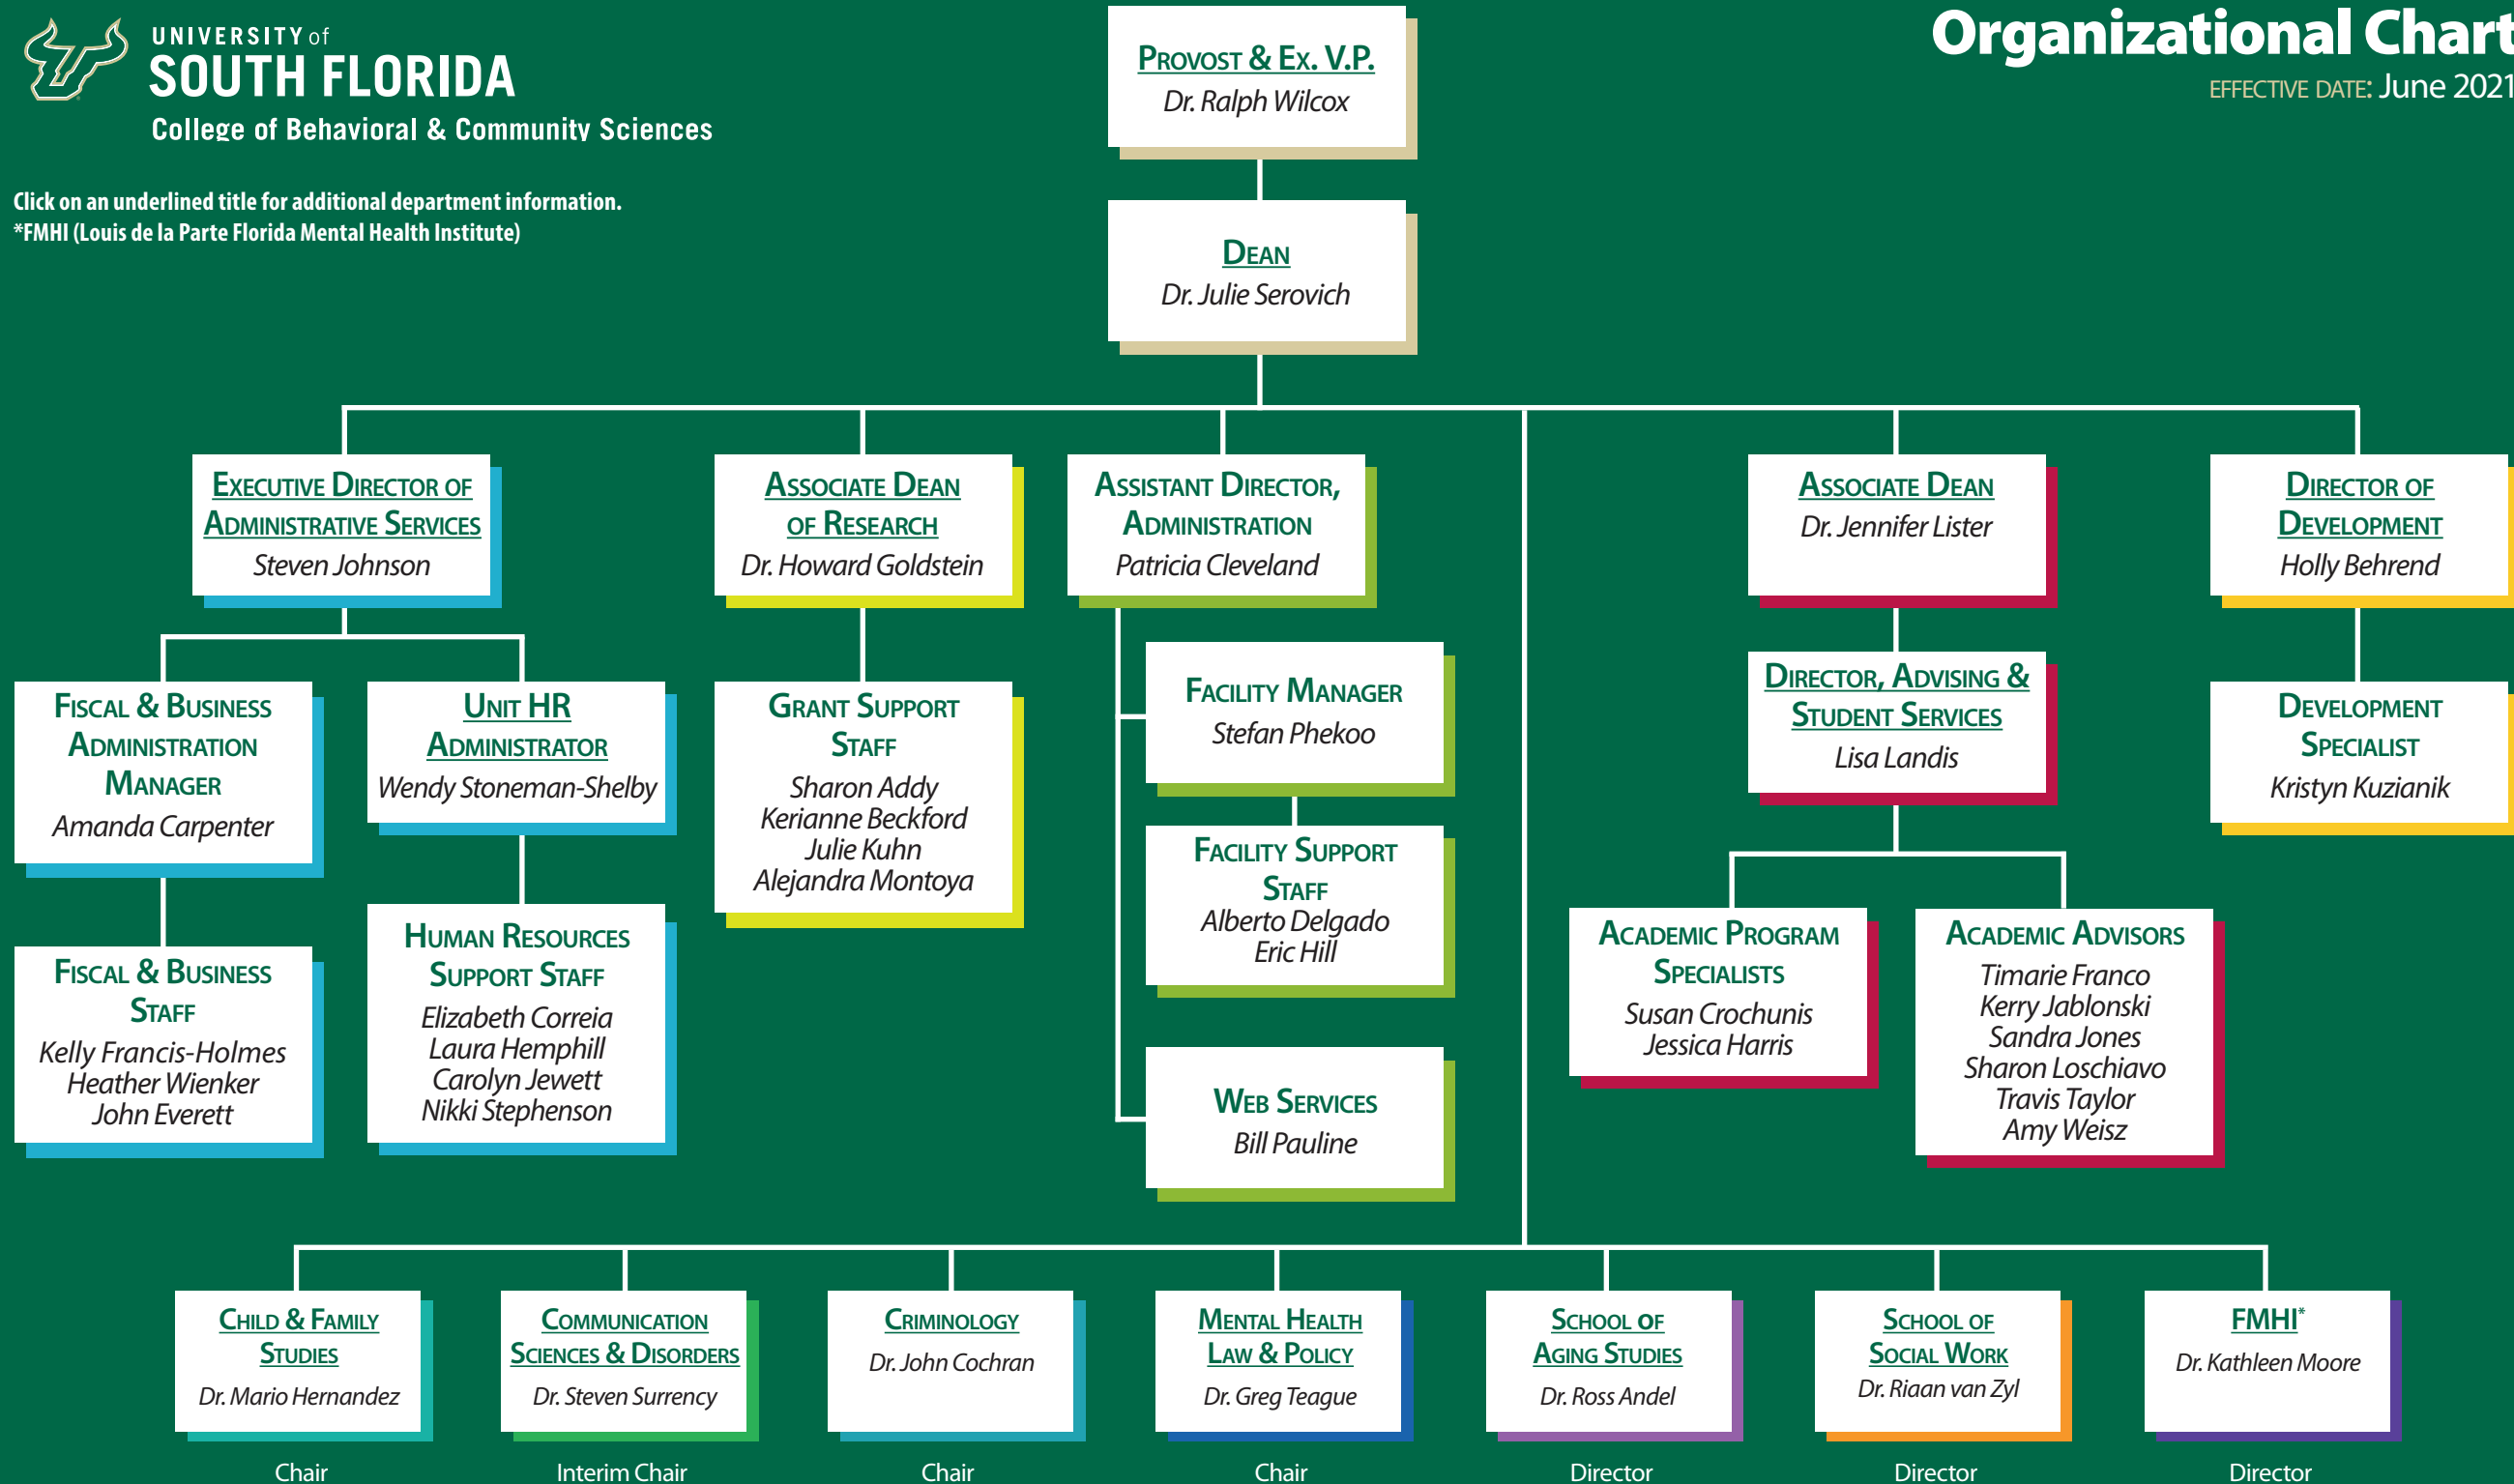 UNIVERSITY of
SOUTH FLORIDA
College of Behavioral & Community Sciences
Organizational Chart
EFFECTIVE DATE: June 2021
Click on an underlined title for additional department information.
*FMHI (Louis de la Parte Florida Mental Health Institute)
PROVOST & EX. V.P.
Dr. Ralph Wilcox
DEAN
Dr. Julie Serovich
EXECUTIVE DIRECTOR OF
ADMINISTRATIVE SERVICES
Steven Johnson
ASSOCIATE DEAN
OF RESEARCH
Dr. Howard Goldstein
ASSISTANT DIRECTOR,
ADMINISTRATION
Patricia Cleveland
ASSOCIATE DEAN
Dr. Jennifer Lister
DIRECTOR OF
DEVELOPMENT
Holly Behrend
FISCAL & BUSINESS
ADMINISTRATION
MANAGER
Amanda Carpenter
UNIT HR
ADMINISTRATOR
Wendy Stoneman-Shelby
GRANT SUPPORT
STAFF
Sharon Addy
Kerianne Beckford
Julie Kuhn
Alejandra Montoya
FACILITY MANAGER
Stefan Phekoo
DIRECTOR, ADVISING &
STUDENT SERVICES
Lisa Landis
DEVELOPMENT
SPECIALIST
Kristyn Kuzianik
FISCAL & BUSINESS
STAFF
Kelly Francis-Holmes
Heather Wienker
John Everett
HUMAN RESOURCES
SUPPORT STAFF
Elizabeth Correia
Laura Hemphill
Carolyn Jewett
Nikki Stephenson
FACILITY SUPPORT
STAFF
Alberto Delgado
Eric Hill
WEB SERVICES
Bill Pauline
ACADEMIC PROGRAM
SPECIALISTS
Susan Crochunis
Jessica Harris
ACADEMIC ADVISORS
Timarie Franco
Kerry Jablonski
Sandra Jones
Sharon Loschiavo
Travis Taylor
Amy Weisz
CHILD & FAMILY
STUDIES
Dr. Mario Hernandez
Chair
COMMUNICATION
SCIENCES & DISORDERS
Dr. Steven Surrency
Interim Chair
CRIMINOLOGY
Dr. John Cochran
Chair
MENTAL HEALTH
LAW & POLICY
Dr. Greg Teague
Chair
SCHOOL OF
AGING STUDIES
Dr. Ross Andel
Director
SCHOOL OF
SOCIAL WORK
Dr. Riaan van Zyl
Director
FMHI*
Dr. Kathleen Moore
Director